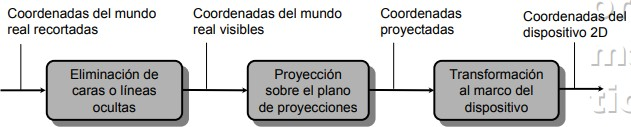 Coordenadas del mundo
real recortadas
Coordenadas del mundo
real visibles
Coordenadas
proyectadas
Coordenadas del
dispositivo 2D
Eliminación de
caras o líneas
ocultas
Proyección
sobre el plano
de proyecciones
Transformación
al marco del
dispositivo